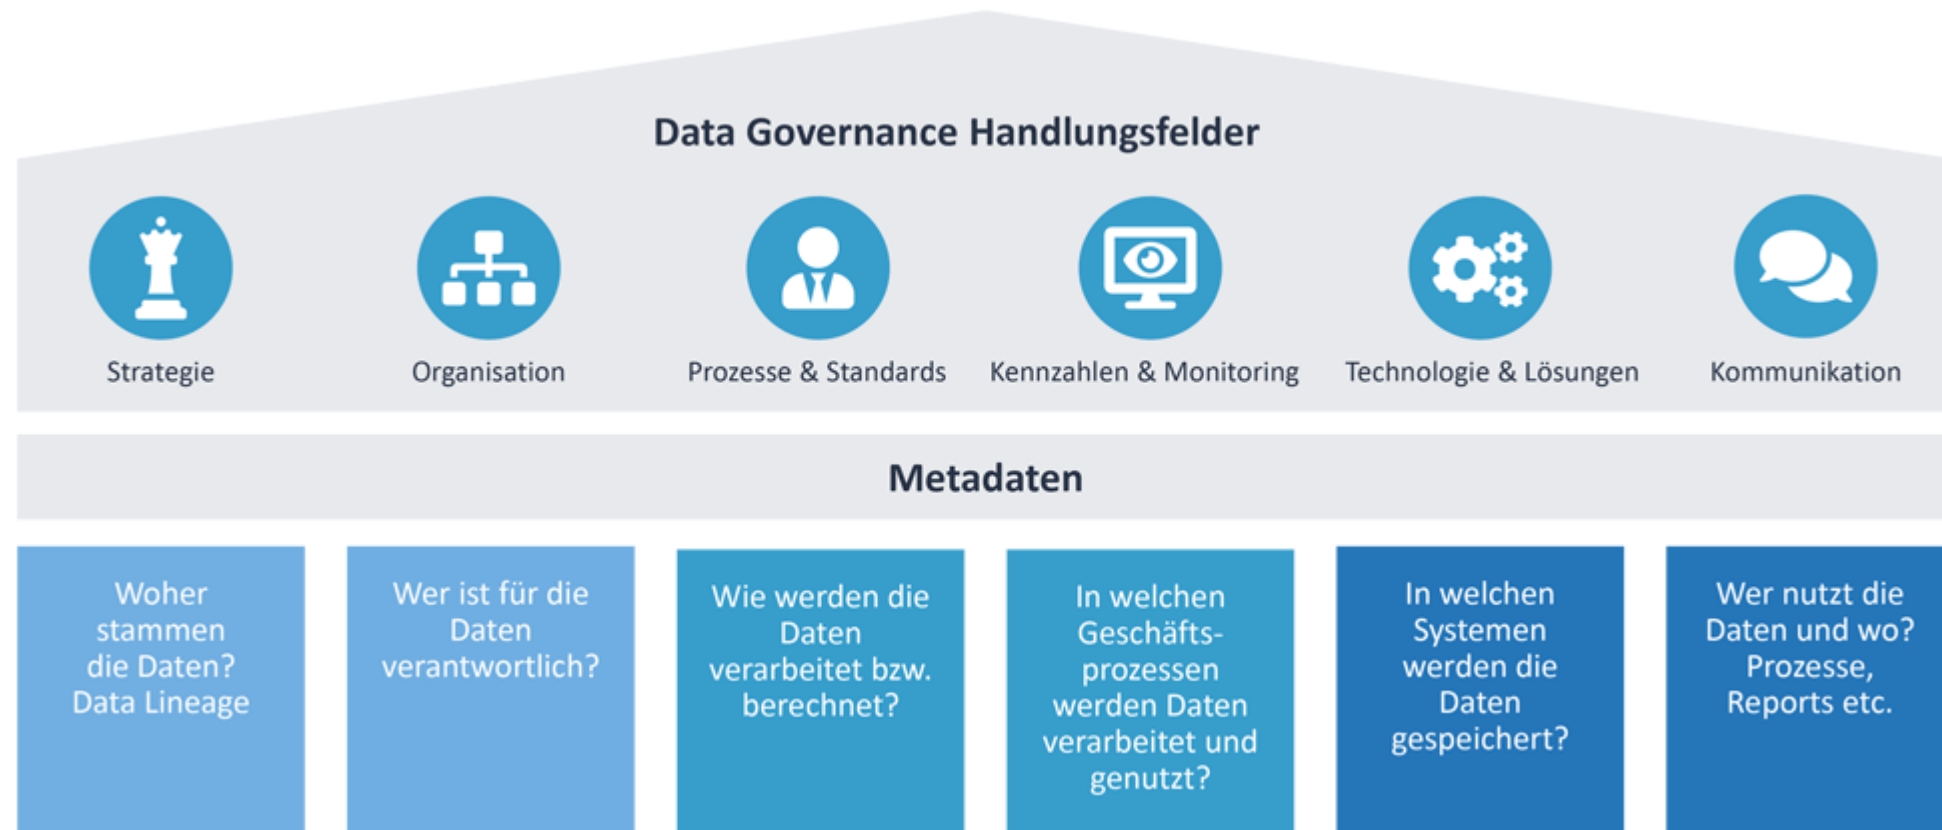 Data Governance Handlungsfelder
Strategie
Organisation
Prozesse & Standards
Kennzahlen & Monitoring
Technologie & Lösungen
Kommunikation
Metadaten
Woher
stammen
die Daten?
Data Lineage
Wer ist für die
Daten
verantwortlich?
Wie werden die
Daten
verarbeitet bzw.
berechnet?
In welchen
Geschäfts-
prozessen
werden Daten
verarbeitet und
genutzt?
In welchen
Systemen
werden die
Daten
gespeichert?
Wer nutzt die
Daten und wo?
Prozesse,
Reports etc.